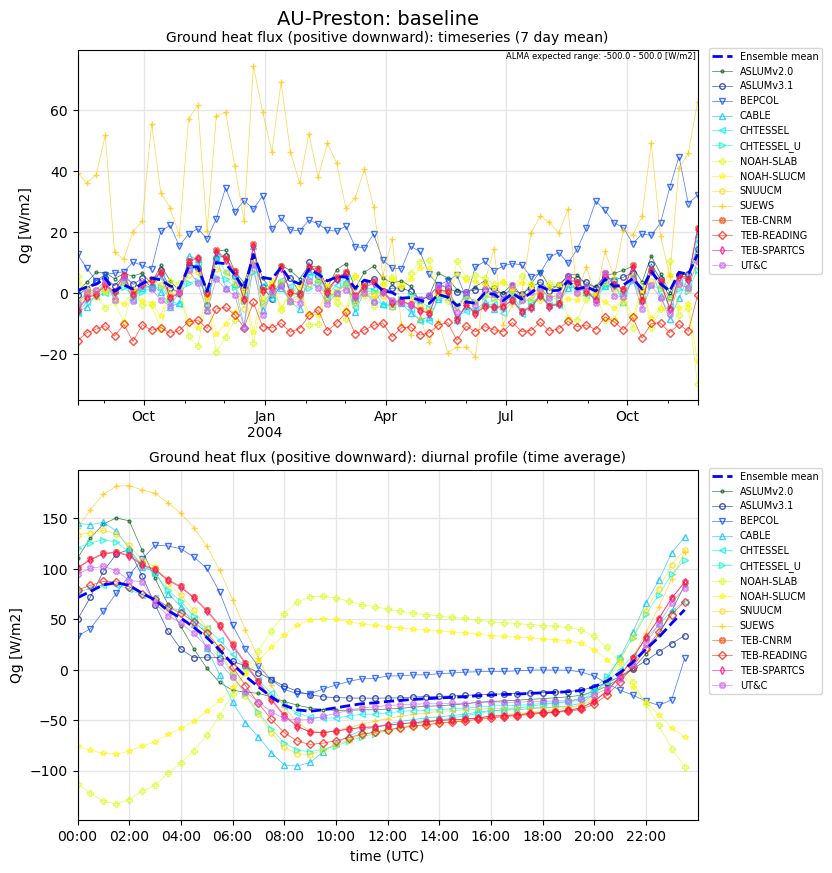 AU-Preston: baseline
Ground heat flux (positive downward): timeseries (7 day mean)
ALMA expected range: -500.0 - 500.0 [W/m2]
Qg [W/m2]
60
40
20
0
−20
Oct
Jan
2004
Apr
Jul
Oct
Ensemble mean
ASLUMv2.0
ASLUMv3.1
BEPCOL
CABLE
CHTESSEL
CHTESSEL_U
NOAH-SLAB
NOAH-SLUCM
SNUUCM
SUEWS
TEB-CNRM
TEB-READING
TEB-SPARTCS
UT&C
Ground heat flux (positive downward): diurnal profile (time average)
Qg [W/m2]
150
100
50
0
−50
−100
00:00
02:00
04:00
06:00
08:00
10:00
12:00
14:00
16:00
18:00
20:00
22:00
time (UTC)
Ensemble mean
ASLUMv2.0
ASLUMv3.1
BEPCOL
CABLE
CHTESSEL
CHTESSEL_U
NOAH-SLAB
NOAH-SLUCM
SNUUCM
SUEWS
TEB-CNRM
TEB-READING
TEB-SPARTCS
UT&C